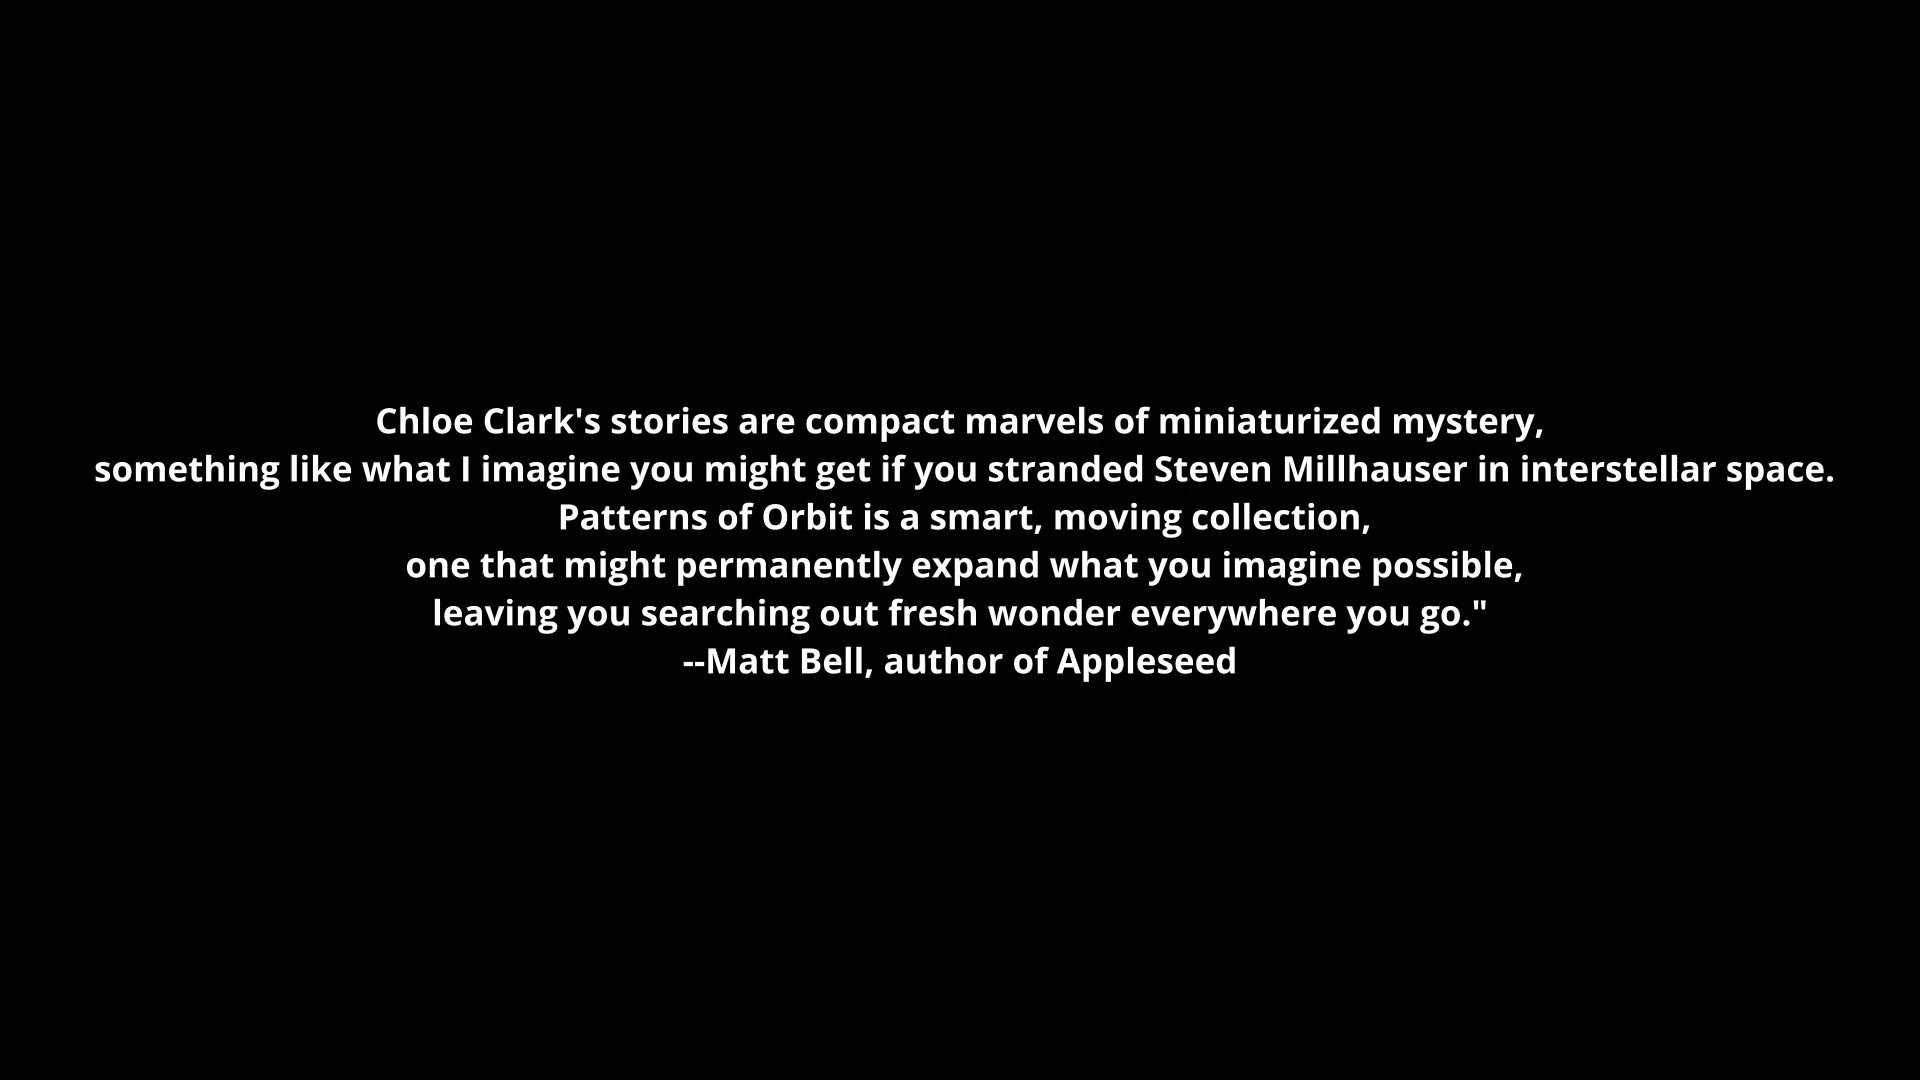 Chloe Clark's stories are compact marvels of miniaturized mystery,
something like what I imagine you might get if you stranded Steven Millhauser in interstellar space.
Patterns of Orbit is a smart, moving collection,
one that might permanently expand what you imagine possible,
leaving you searching out fresh wonder everywhere you go."
--Matt Bell, author of Appleseed